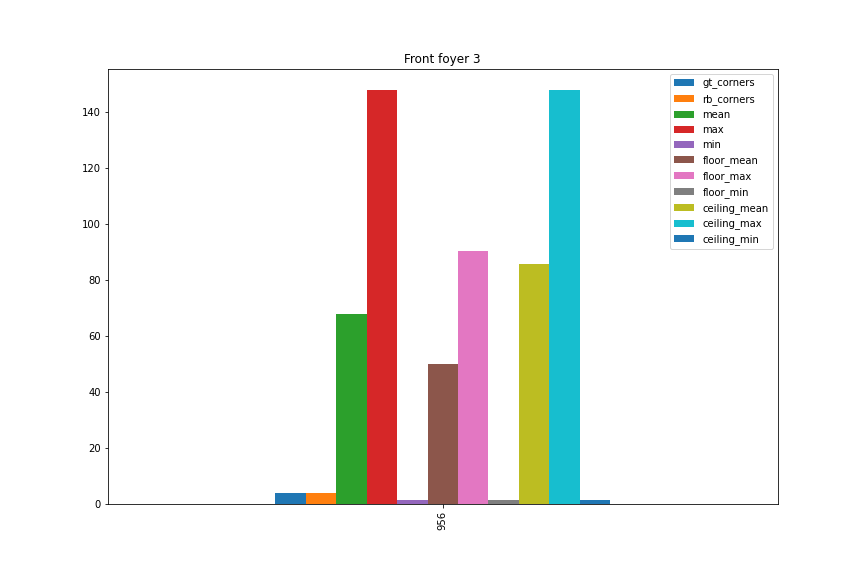 Front foyer 3
gt_corners
rb_corners
mean
max
min
floor_mean
floor_max
floor_min
ceiling_mean
ceiling_max
ceiling_min
140
120
100
80
60
40
20
0
956